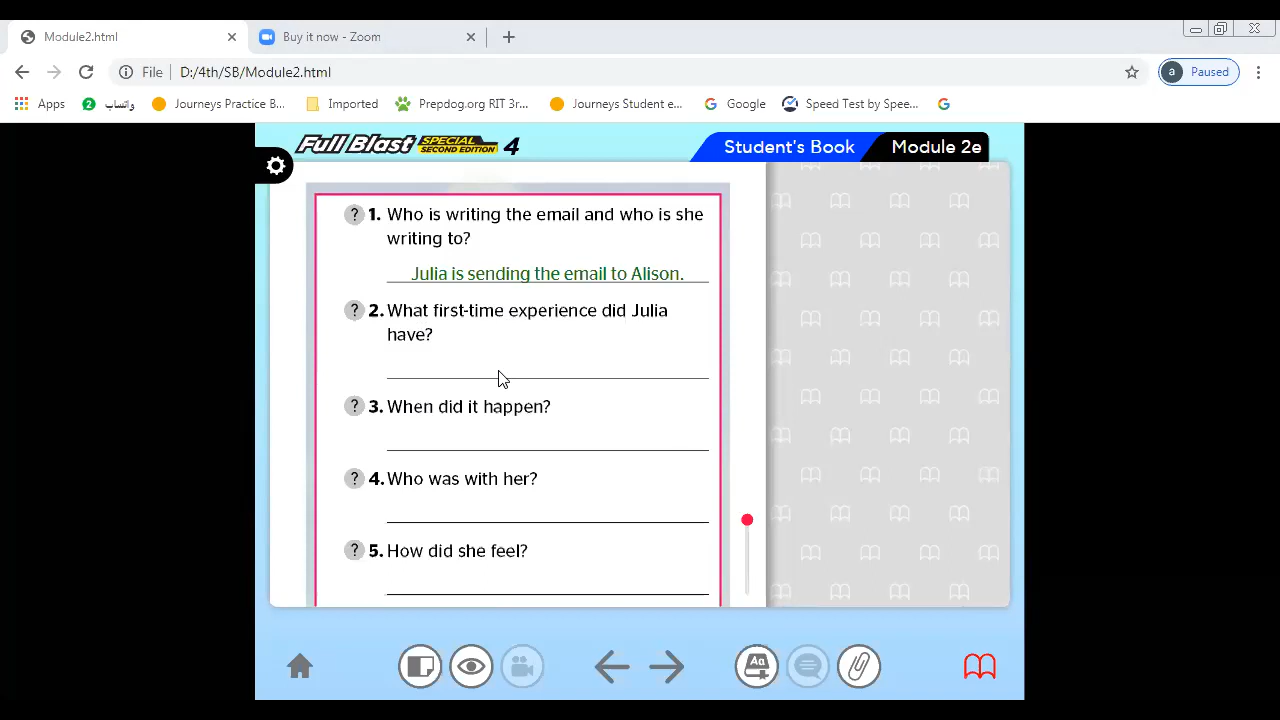 Module2.html
Buy it now - Zoom
File D:/4th/SB/Module2.html
a Paused
Apps
2 واتساب
Journeys Practice B...
Imported
Prepdog.org RIT 3r...
Journeys Student e...
Google
Speed Test by Spee...
Full Blast SPECIAL SECOND EDITION 4
Student's Book
Module 2e
? 1. Who is writing the email and who is she
writing to?
Julia is sending the email to Alison.
? 2. What first-time experience did Julia
have?
? 3. When did it happen?
? 4. Who was with her?
? 5. How did she feel?
Aa